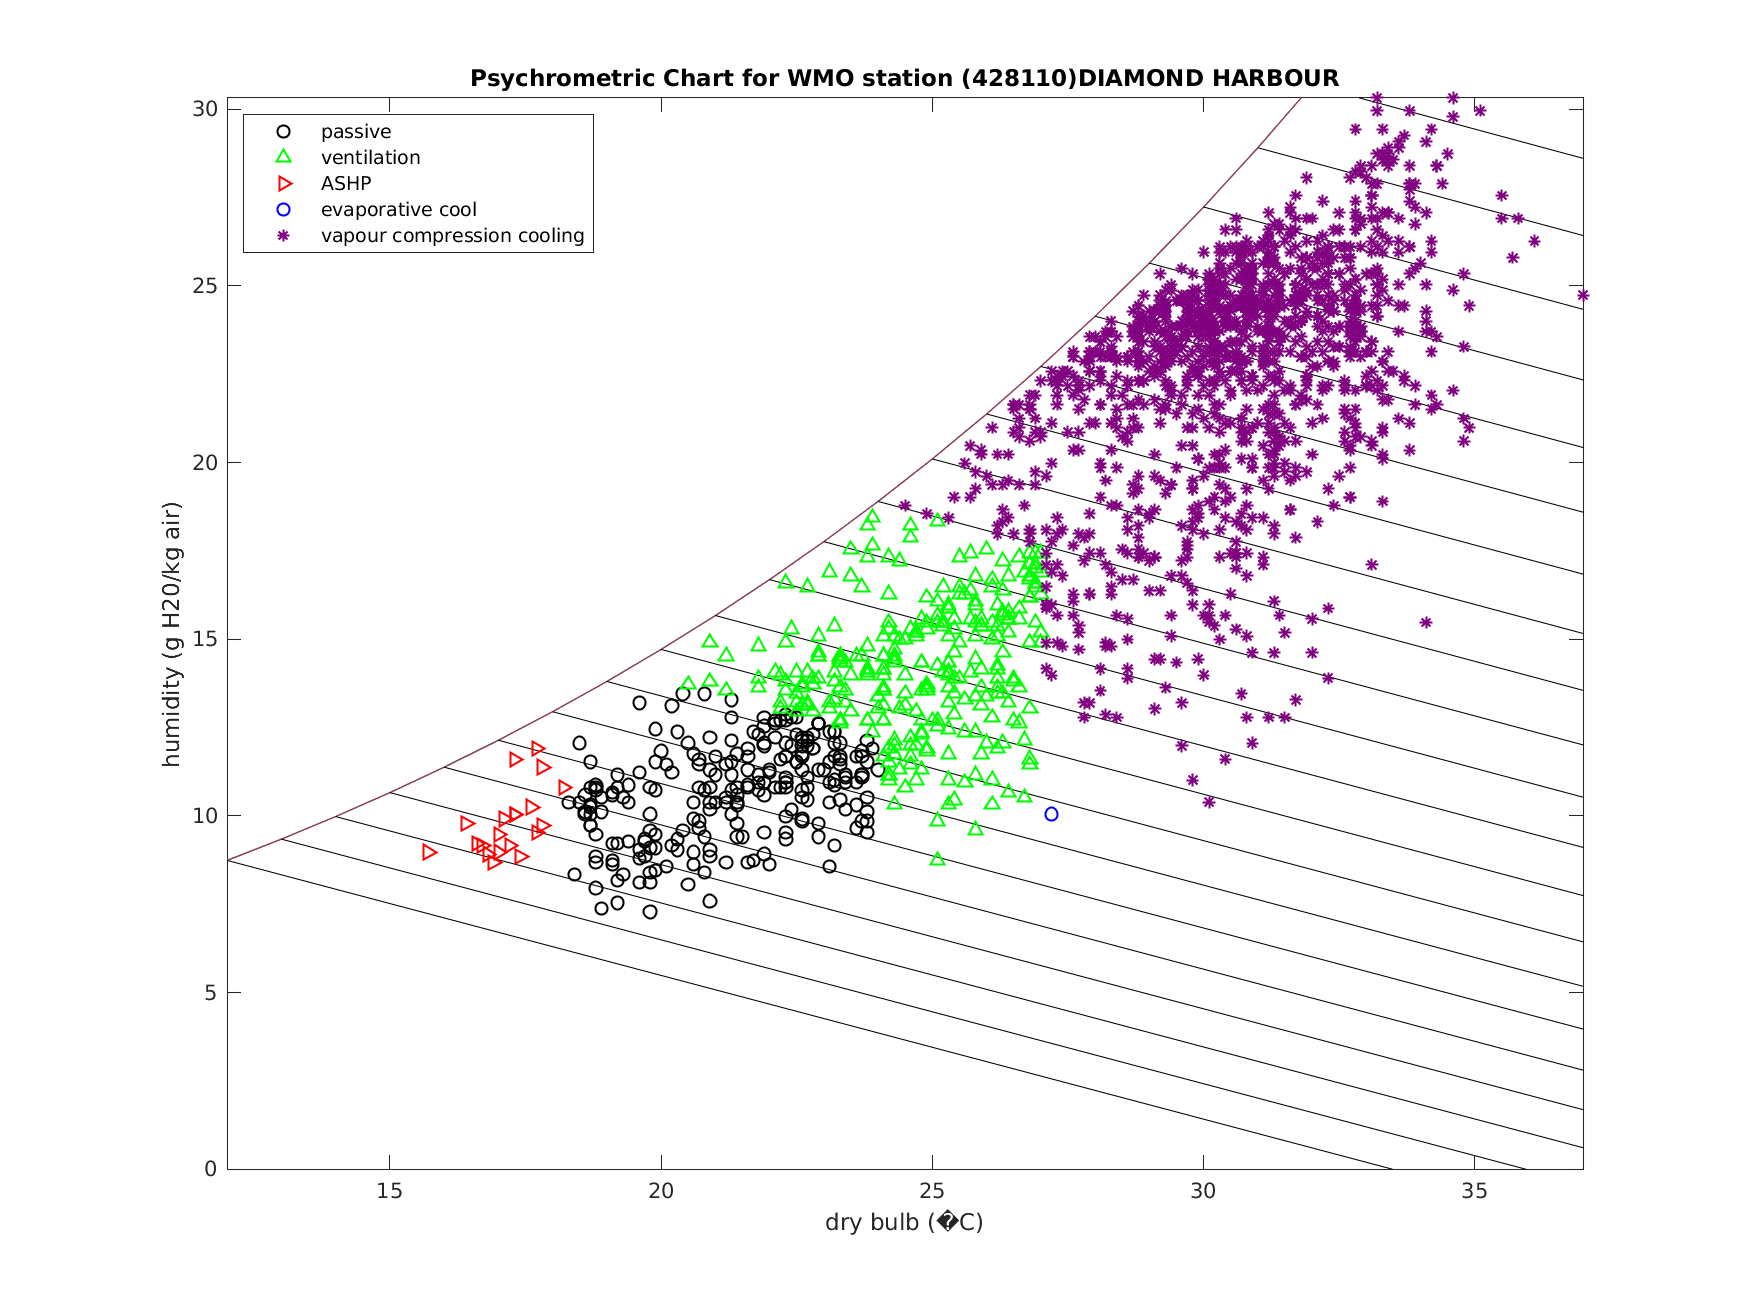 Psychrometric Chart for WMO station (428110)DIAMOND HARBOUR
passive
ventilation
ASHP
evaporative cool
vapour compression cooling
humidity (g H20/kg air)
30
25
20
15
10
5
0
15
20
25
30
35
dry bulb (�C)